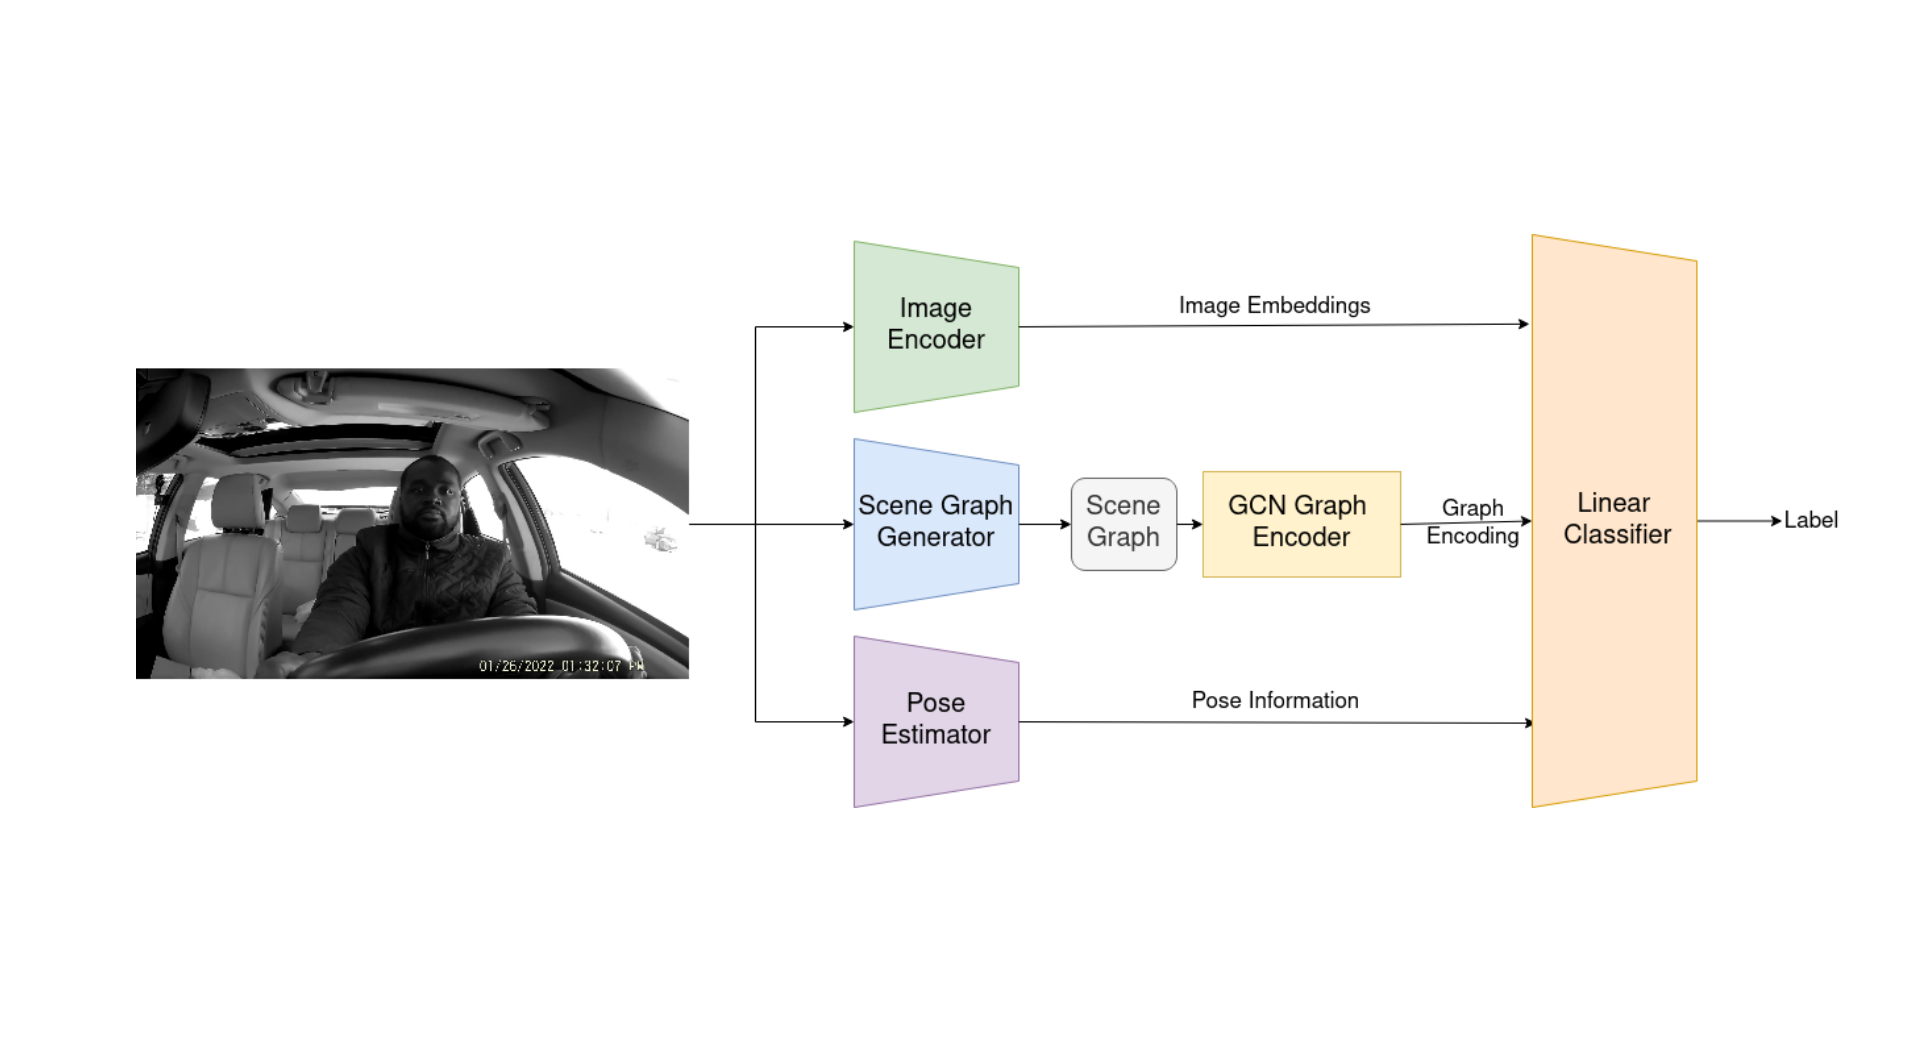 Image
Encoder
Image Embeddings
Scene Graph
Generator
Scene
Graph
GCN Graph
Encoder
Graph
Encoding
Linear
Classifier
Label
Pose
Estimator
Pose Information
01/26/2022 01:32:07 PM